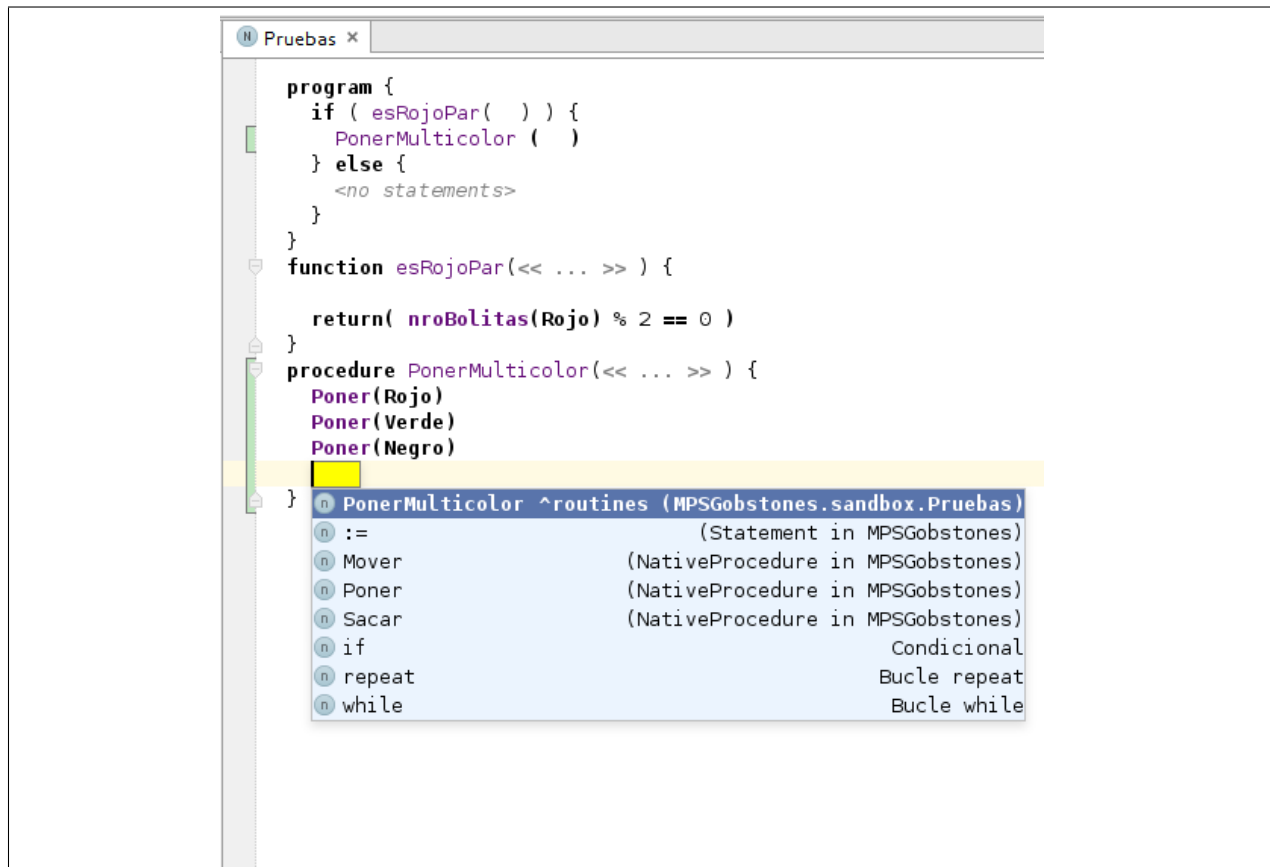 Pruebas ×
program {
if ( esRojoPar(  ) ) {
PonerMulticolor (  )
} else {
<no statements>
}
}
function esRojoPar(<< ... >> ) {
return( nroBolitas(Rojo) % 2 == 0 )
}
procedure PonerMulticolor(<< ... >> ) {
Poner(Rojo)
Poner(Verde)
Poner(Negro)
}
PonerMulticolor ^routines (MPSGobstones.sandbox.Pruebas)
:= (Statement in MPSGobstones)
Mover (NativeProcedure in MPSGobstones)
Poner (NativeProcedure in MPSGobstones)
Sacar (NativeProcedure in MPSGobstones)
if Condicional
repeat Bucle repeat
while Bucle while